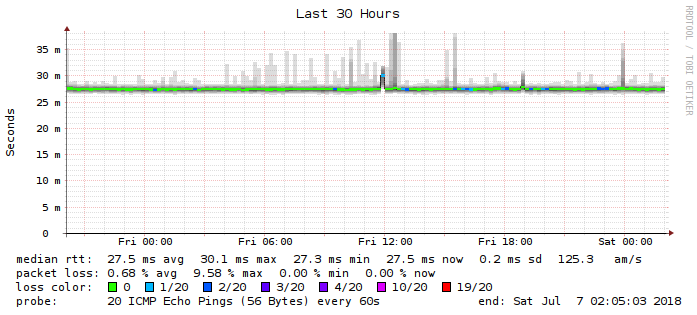 Last 30 Hours
RRDTOOL / TOBI OETIKER
Seconds
35 m
30 m
25 m
20 m
15 m
10 m
5 m
0
Fri 00:00 Fri 06:00 Fri 12:00 Fri 18:00 Sat 00:00
median rtt: 27.5 ms avg 30.1 ms max 27.3 ms min 27.5 ms now 0.2 ms sd 125.3 am/s
packet loss: 0.68 % avg 9.58 % max 0.00 % min 0.00 % now
loss color: 0 1/20 2/20 3/20 4/20 10/20 19/20
probe: 20 ICMP Echo Pings (56 Bytes) every 60s end: Sat Jul 7 02:05:03 2018